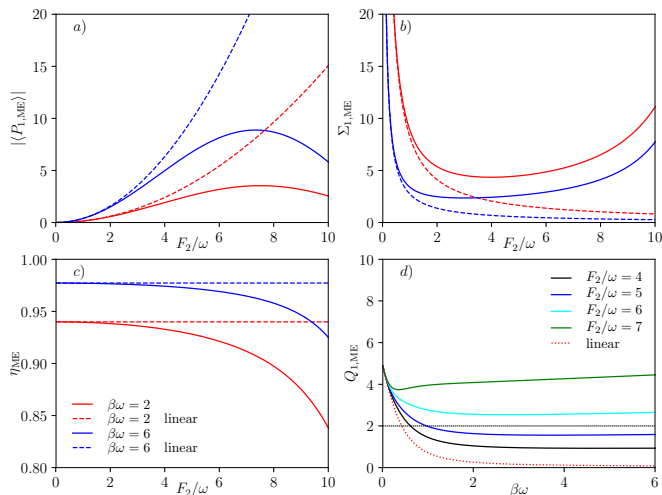 a)
|⟨P₁,ME⟩|
20
15
10
5
0
0 2 4 6 8 10
F₂/ω
b)
Σ₁,ME
20
15
10
5
0
0 2 4 6 8 10
F₂/ω
c)
η_ME
1.00
0.95
0.90
0.85
0.80
βω = 2
βω = 2 linear
βω = 6
βω = 6 linear
0 2 4 6 8 10
F₂/ω
d)
Q₁,ME
10
8
6
4
2
0
F₂/ω = 4
F₂/ω = 5
F₂/ω = 6
F₂/ω = 7
linear
0 2 4 6
βω